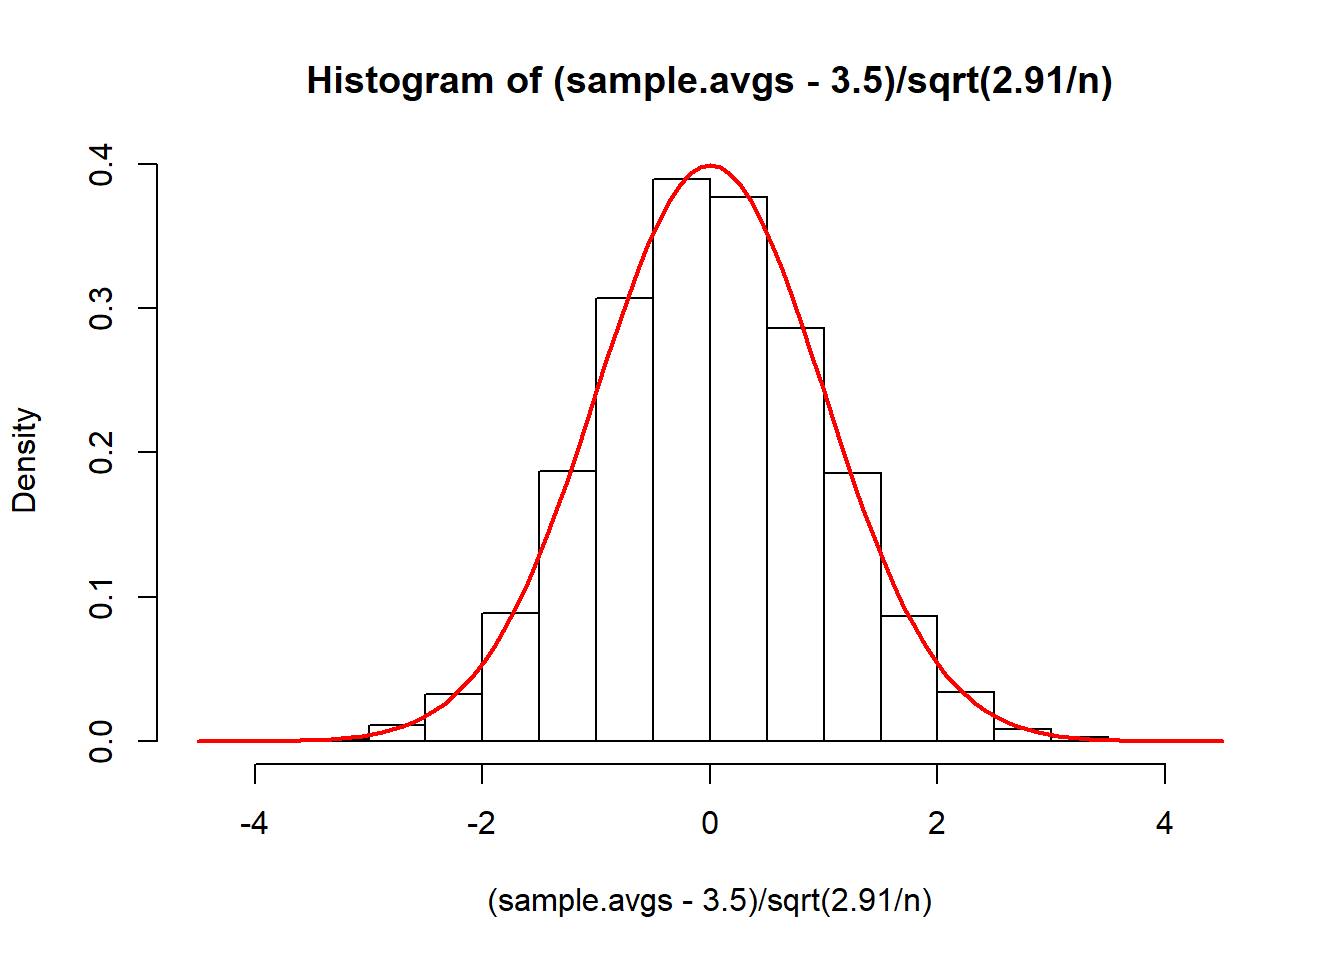 Histogram of (sample.avgs - 3.5)/sqrt(2.91/n)
Density
0.4
0.3
0.2
0.1
0.0
-4 -2 0 2 4
(sample.avgs - 3.5)/sqrt(2.91/n)